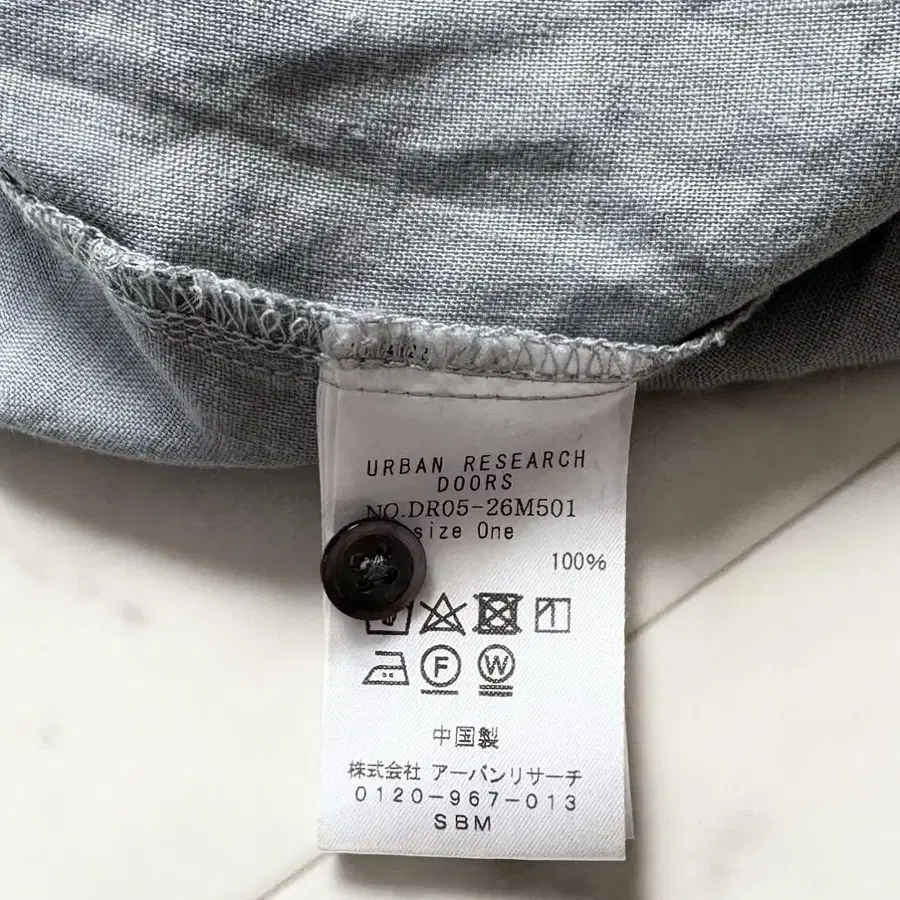 URBAN RESEARCH
DOORS
NO.DR05-26M501
size One
100%
F W
中国製
株式会社 アーバンリサーチ
0120-967-013
SBM